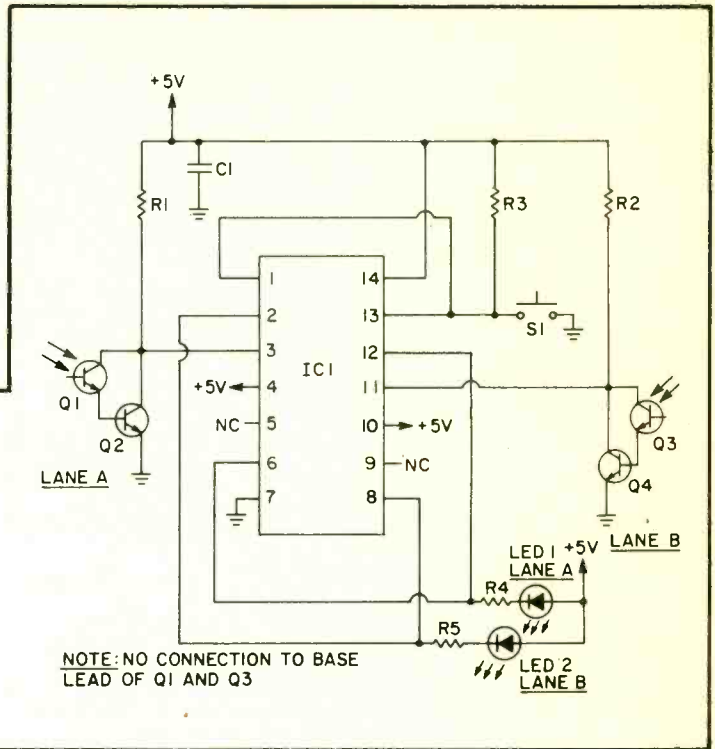 +5V
C1
R1
R3
R2
1
14
2
13
S1
3
IC1
12
+5V
4
11
Q1
NC
5
10
+5V
Q2
6
9
NC
Q3
LANE A
7
8
Q4
LANE B
LED 1
+5V
LANE A
R4
R5
NOTE: NO CONNECTION TO BASE
LEAD OF Q1 AND Q3
LED 2
LANE B